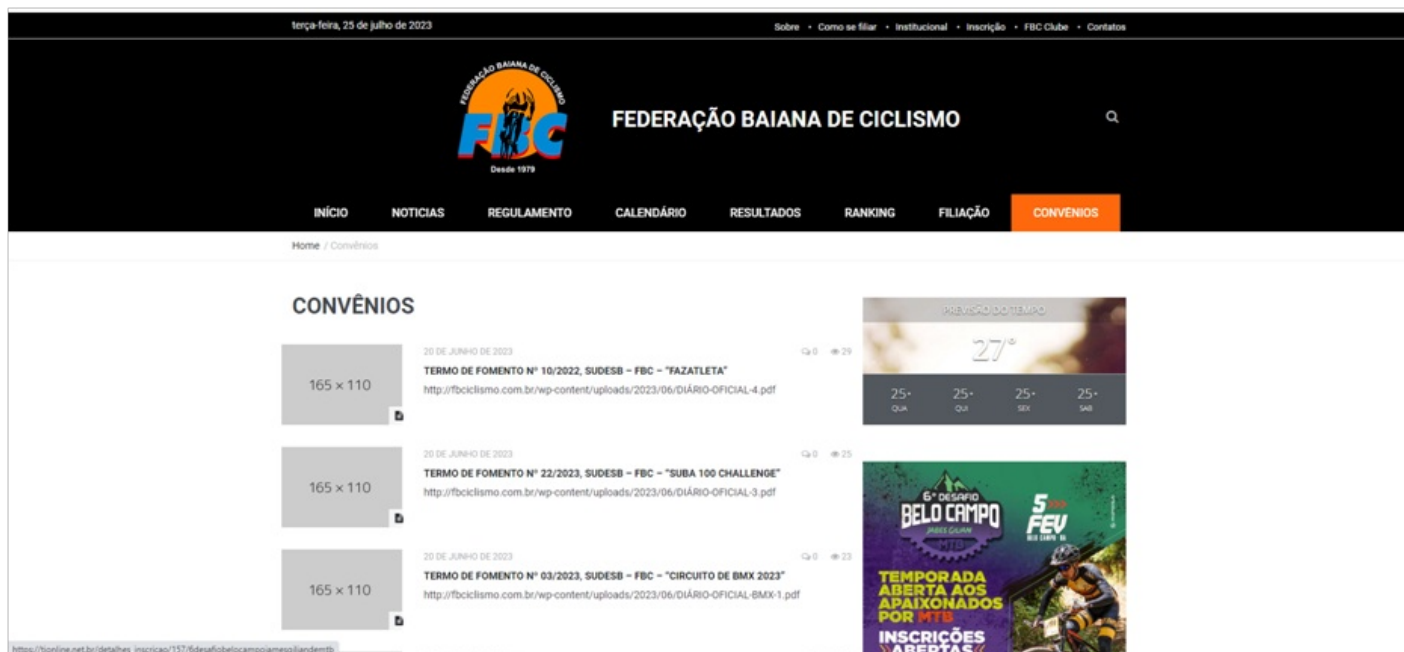 terça-feira, 25 de julho de 2023
Sobre • Como se filiar • Institucional • Inscrição • FBC Clube • Contatos
FEDERAÇÃO BAIANA DE CICLISMO
FBC
Desde 1979
FEDERAÇÃO BAIANA DE CICLISMO
INÍCIO NOTICIAS REGULAMENTO CALENDÁRIO RESULTADOS RANKING FILIAÇÃO CONVENIOS
Home / Convênios
CONVÊNIOS
165 × 110
20 DE JUNHO DE 2023 0 29
TERMO DE FOMENTO Nº 10/2022, SUDESB – FBC – “FAZATLETA”
http://fbciclismo.com.br/wp-content/uploads/2023/06/DIÁRIO-OFICIAL-4.pdf
165 × 110
20 DE JUNHO DE 2023 0 25
TERMO DE FOMENTO Nº 22/2023, SUDESB – FBC – “SUBA 100 CHALLENGE”
http://fbciclismo.com.br/wp-content/uploads/2023/06/DIÁRIO-OFICIAL-3.pdf
165 × 110
20 DE JUNHO DE 2023 0 23
TERMO DE FOMENTO Nº 03/2023, SUDESB – FBC – “CIRCUITO DE BMX 2023”
http://fbciclismo.com.br/wp-content/uploads/2023/06/DIÁRIO-OFICIAL-BMX-1.pdf
PREVISÃO DO TEMPO
27°
25° 25° 25° 25°
QUA QUI SEX SAB
6º DESAFIO
BELO CAMPO
MTB
5
FEV
BELO CAMPO BA
TEMPORADA
ABERTA AOS
APAIXONADOS
POR MTB
INSCRIÇÕES
ABERTAS